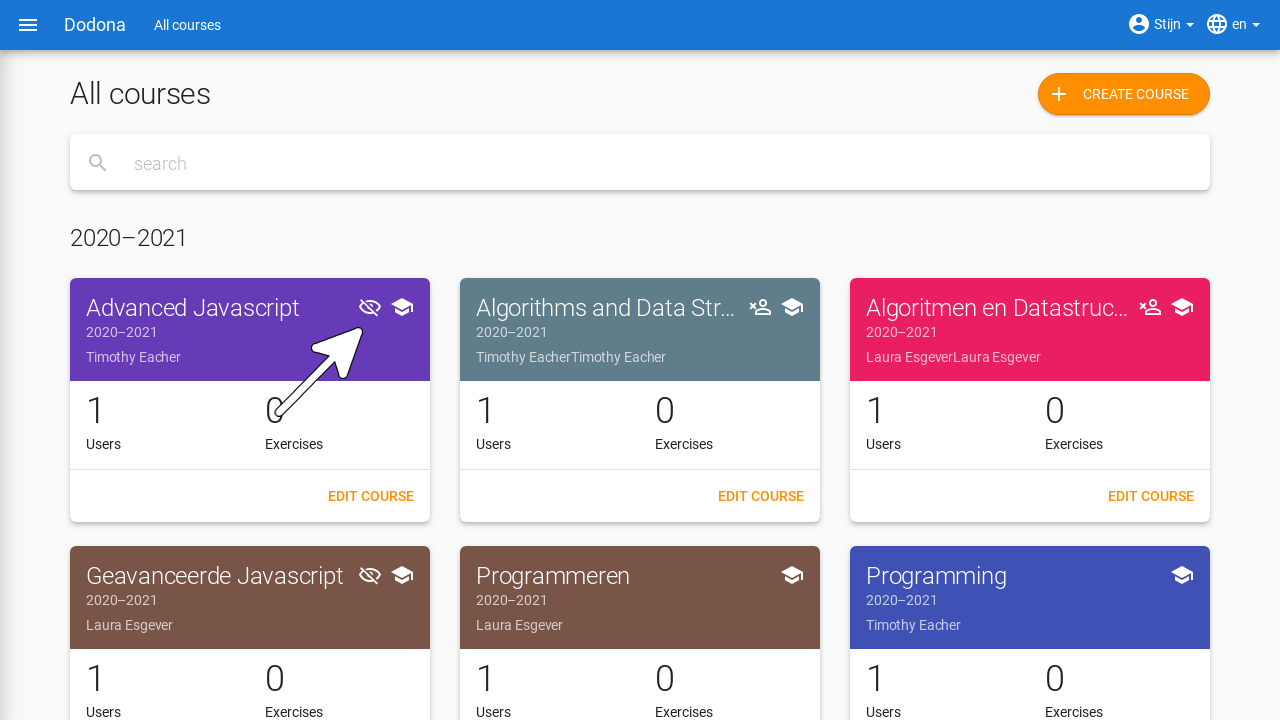 Dodona All courses Stijn en
All courses
CREATE COURSE
search
2020–2021
Advanced Javascript
2020–2021
Timothy Eacher
1 0
Users Exercises
EDIT COURSE
Algorithms and Data Str...
2020–2021
Timothy EacherTimothy Eacher
1 0
Users Exercises
EDIT COURSE
Algoritmen en Datastruc...
2020–2021
Laura EsgeverLaura Esgever
1 0
Users Exercises
EDIT COURSE
Geavanceerde Javascript
2020–2021
Laura Esgever
1 0
Users Exercises
Programmeren
2020–2021
Laura Esgever
1 0
Users Exercises
Programming
2020–2021
Timothy Eacher
1 0
Users Exercises